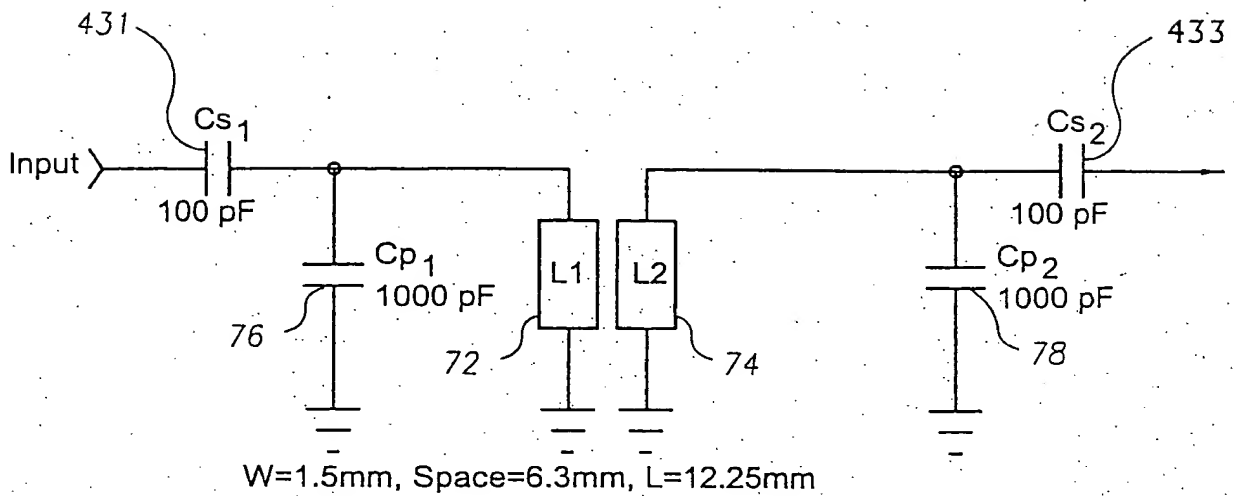 431
433
Cs1
Cs2
Input
100 pF
100 pF
Cp1
1000 pF
L1
L2
Cp2
1000 pF
76
72
74
78
W=1.5mm, Space=6.3mm, L=12.25mm